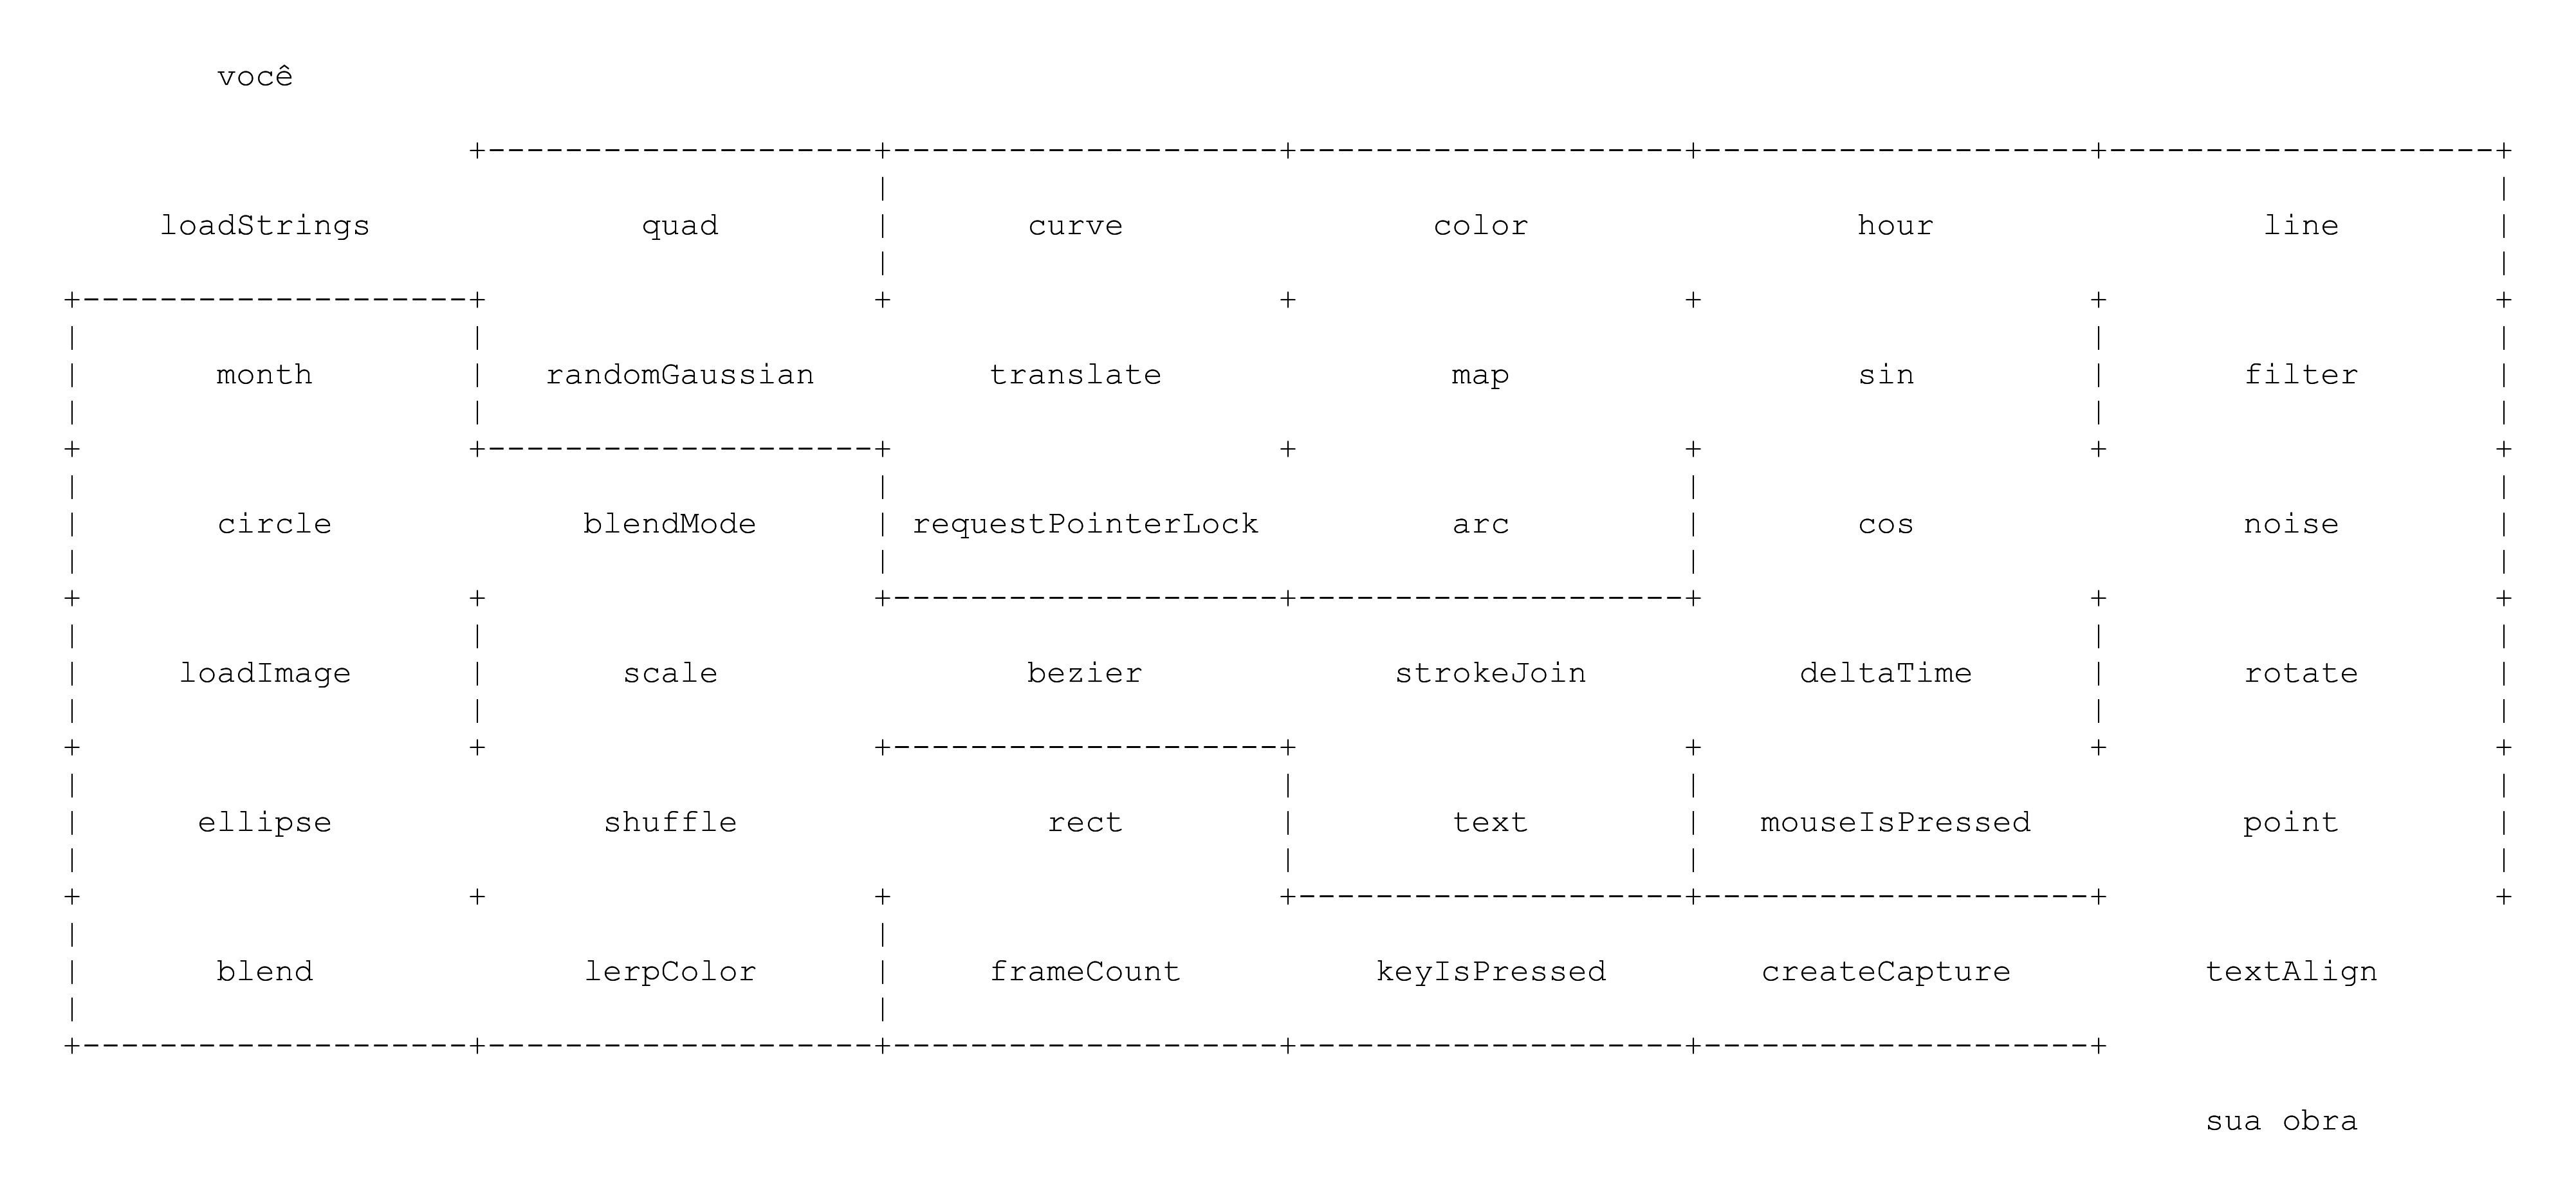 você
loadStrings quad curve color hour line
month randomGaussian translate map sin filter
circle blendMode requestPointerLock arc cos noise
loadImage scale bezier strokeJoin deltaTime rotate
ellipse shuffle rect text mouseIsPressed point
blend lerpColor frameCount keyIsPressed createCapture textAlign
sua obra